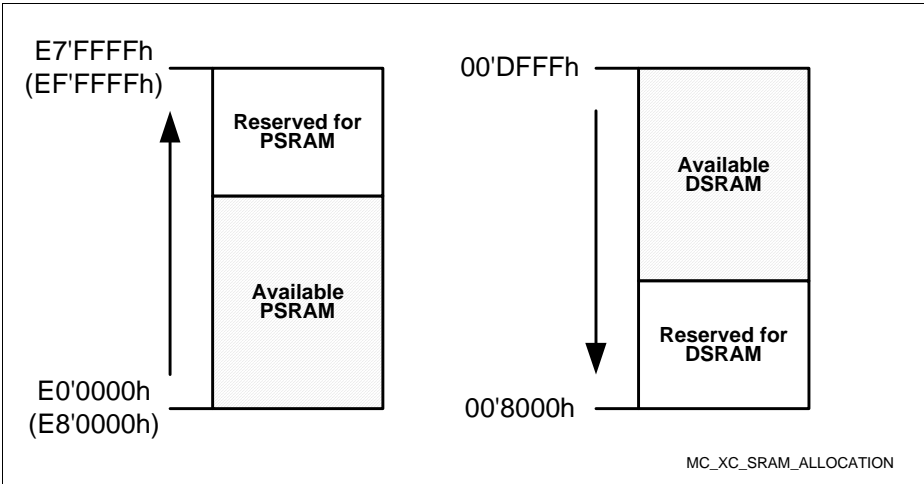 E7'FFFFh
(EF'FFFFh)
Reserved for
PSRAM
Available
PSRAM
E0'0000h
(E8'0000h)
00'DFFFh
Available
DSRAM
Reserved for
DSRAM
00'8000h
MC_XC_SRAM_ALLOCATION